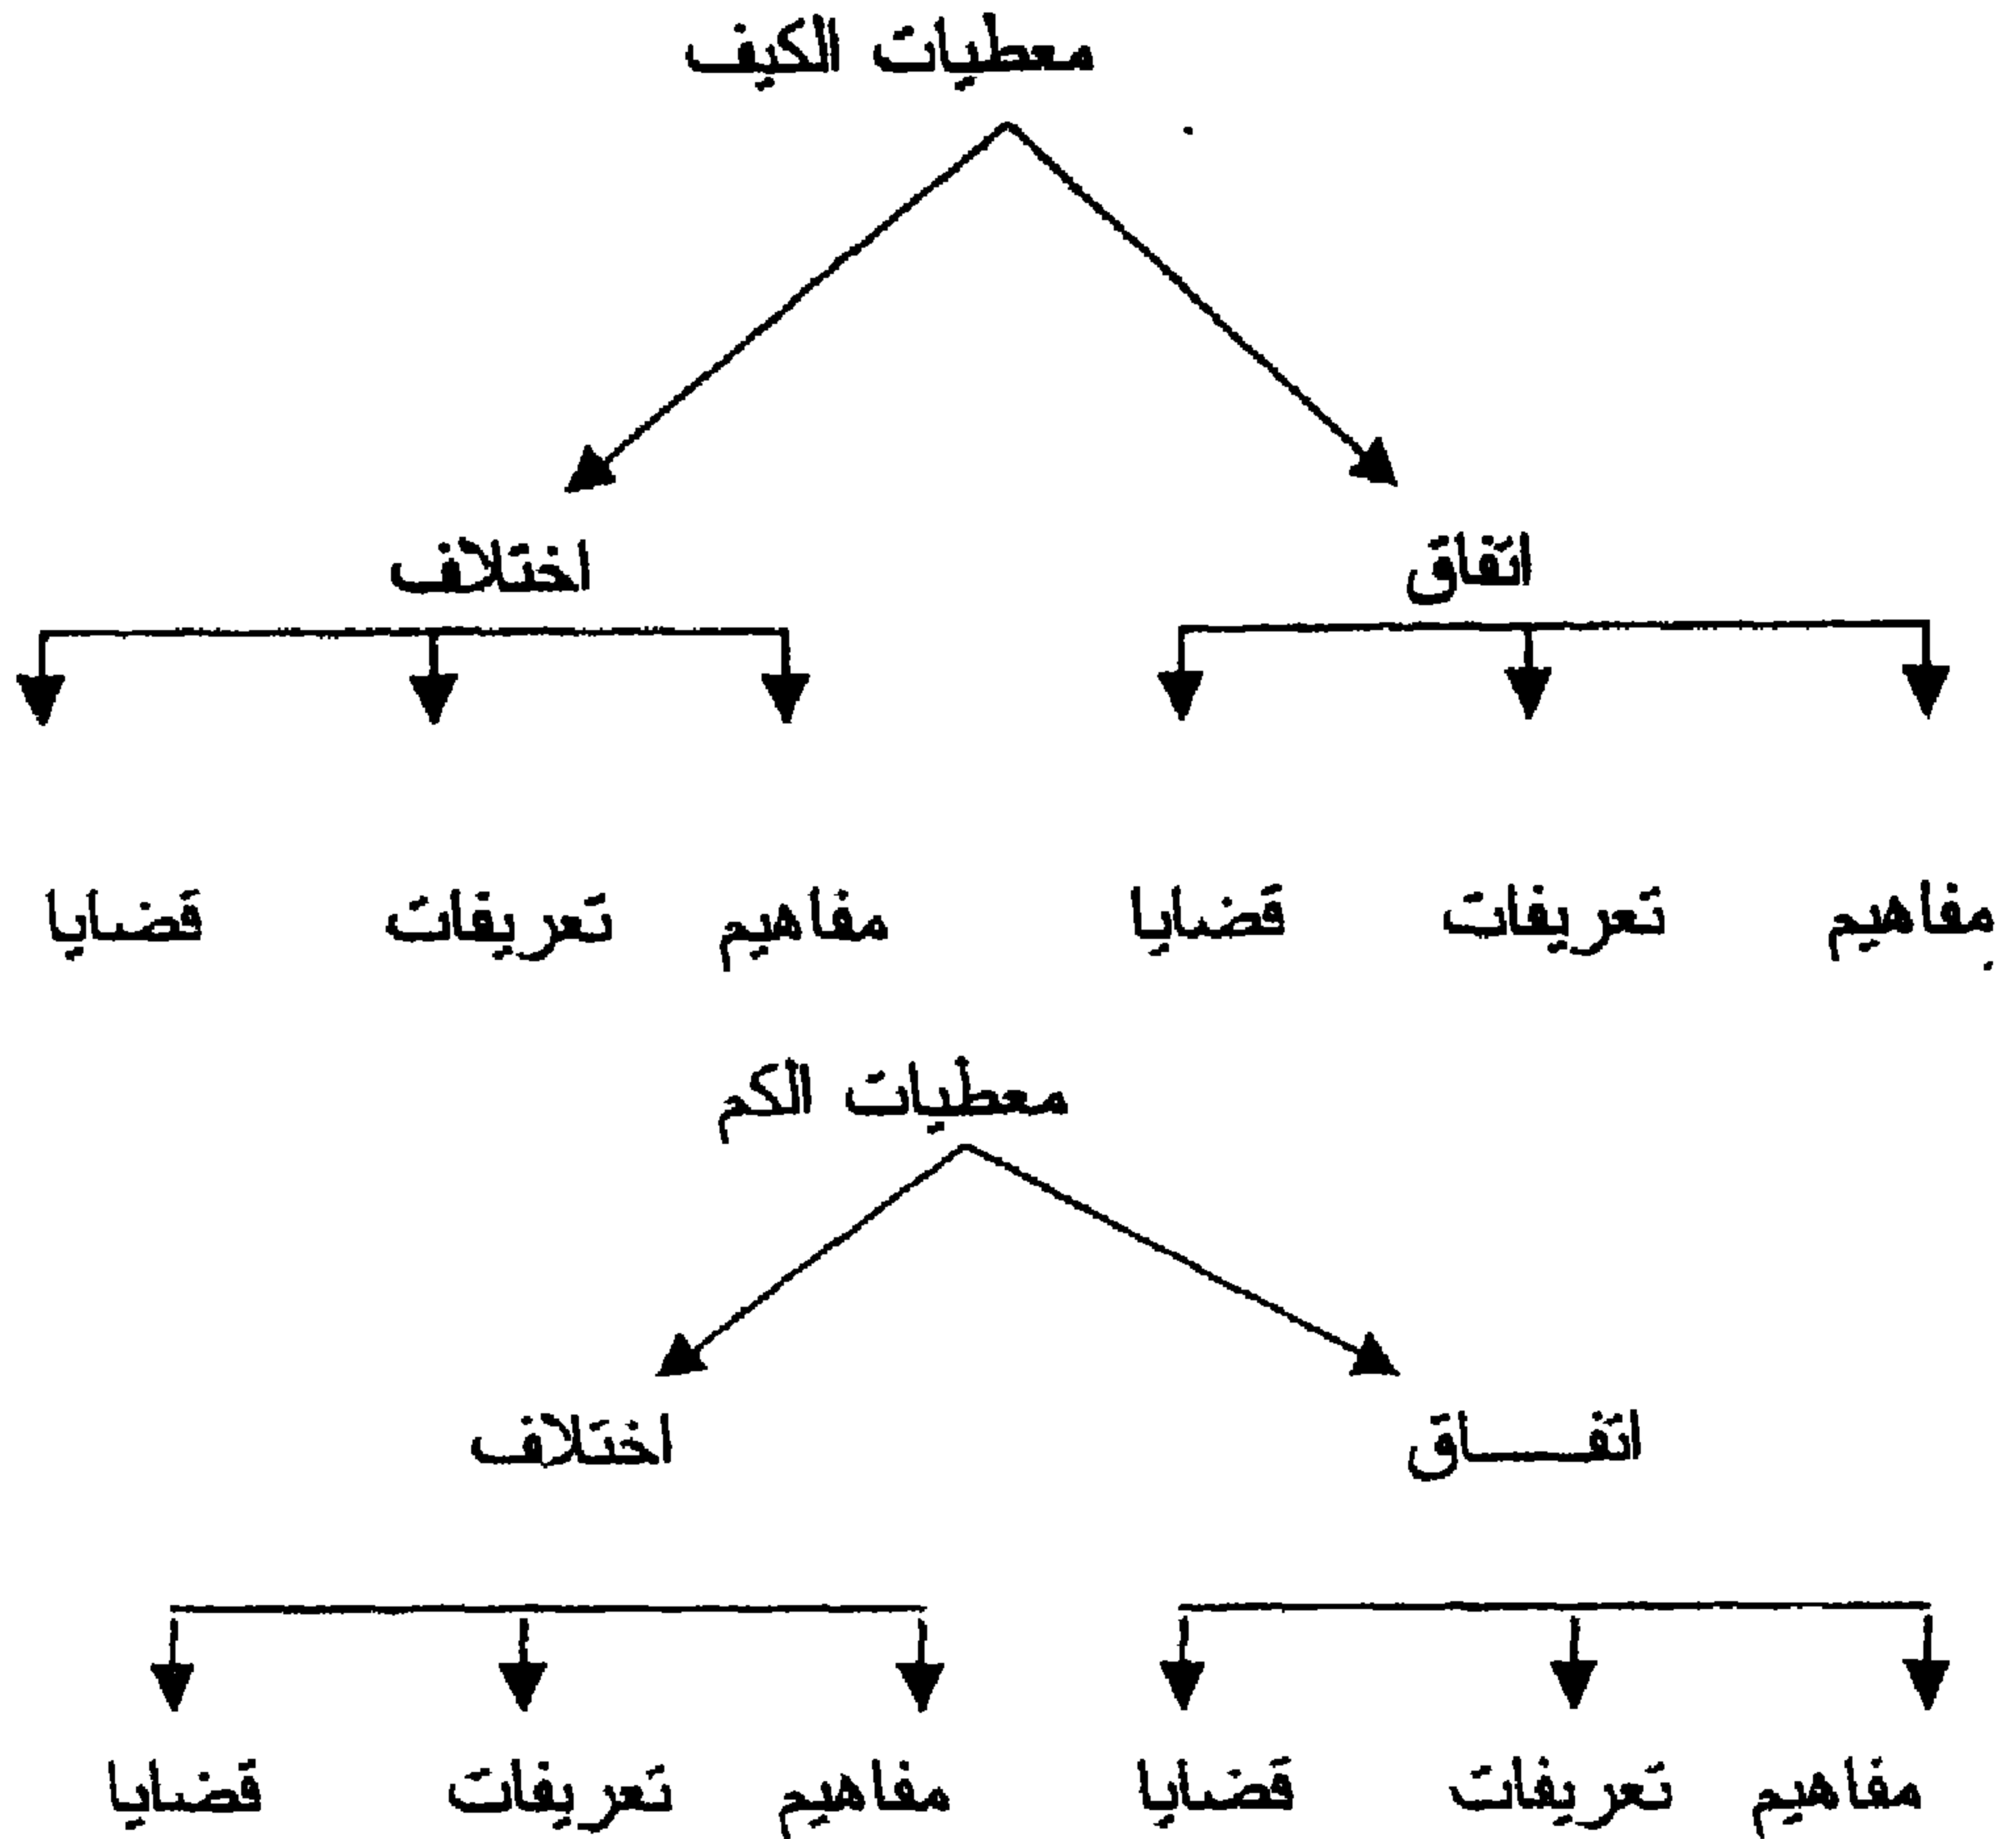 معطيات الكيف
اتفاق اختلاف
مفاهيم تعريفات قضايا مفاهيم تعريفات قضايا
معطيات الكم
اتفـــــاق اختلاف
مفاهيم تعريفات قضايا مفاهيم تعريفات قضايا